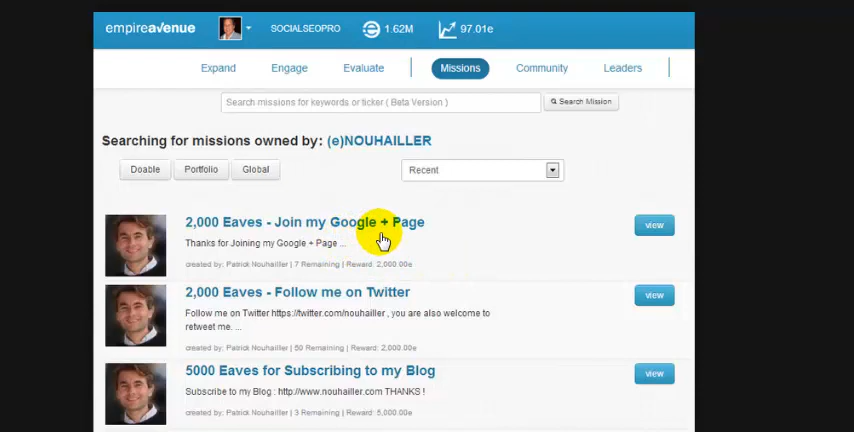 empireavenue SOCIALSEOPRO 1.62M 97.01e
Expand Engage Evaluate Missions Community Leaders
Search missions for keywords or ticker ( Beta Version ) Search Mission
Searching for missions owned by: (e)NOUHAILLER
Doable Portfolio Global Recent
2,000 Eaves - Join my Google + Page view
Thanks for Joining my Google + Page ...
created by: Patrick Nouhailler | 7 Remaining | Reward: 2,000.00e
2,000 Eaves - Follow me on Twitter view
Follow me on Twitter https://twitter.com/nouhailler , you are also welcome to
retweet me. ...
created by: Patrick Nouhailler | 50 Remaining | Reward: 2,000.00e
5000 Eaves for Subscribing to my Blog view
Subscribe to my Blog : http://www.nouhailler.com THANKS !
created by: Patrick Nouhailler | 3 Remaining | Reward: 5,000.00e